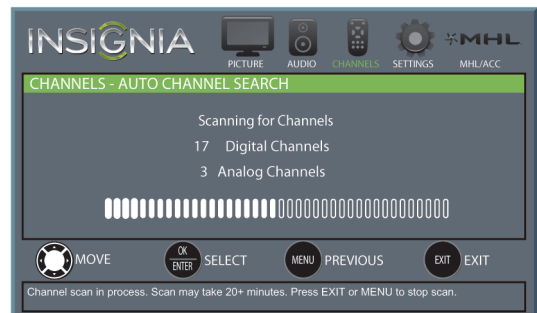 INSIGNIA
PICTURE AUDIO CHANNELS SETTINGS MHL MHL/ACC
CHANNELS - AUTO CHANNEL SEARCH
Scanning for Channels
17 Digital Channels
3 Analog Channels
MOVE OK ENTER SELECT MENU PREVIOUS EXIT EXIT
Channel scan in process. Scan may take 20+ minutes. Press EXIT or MENU to stop scan.